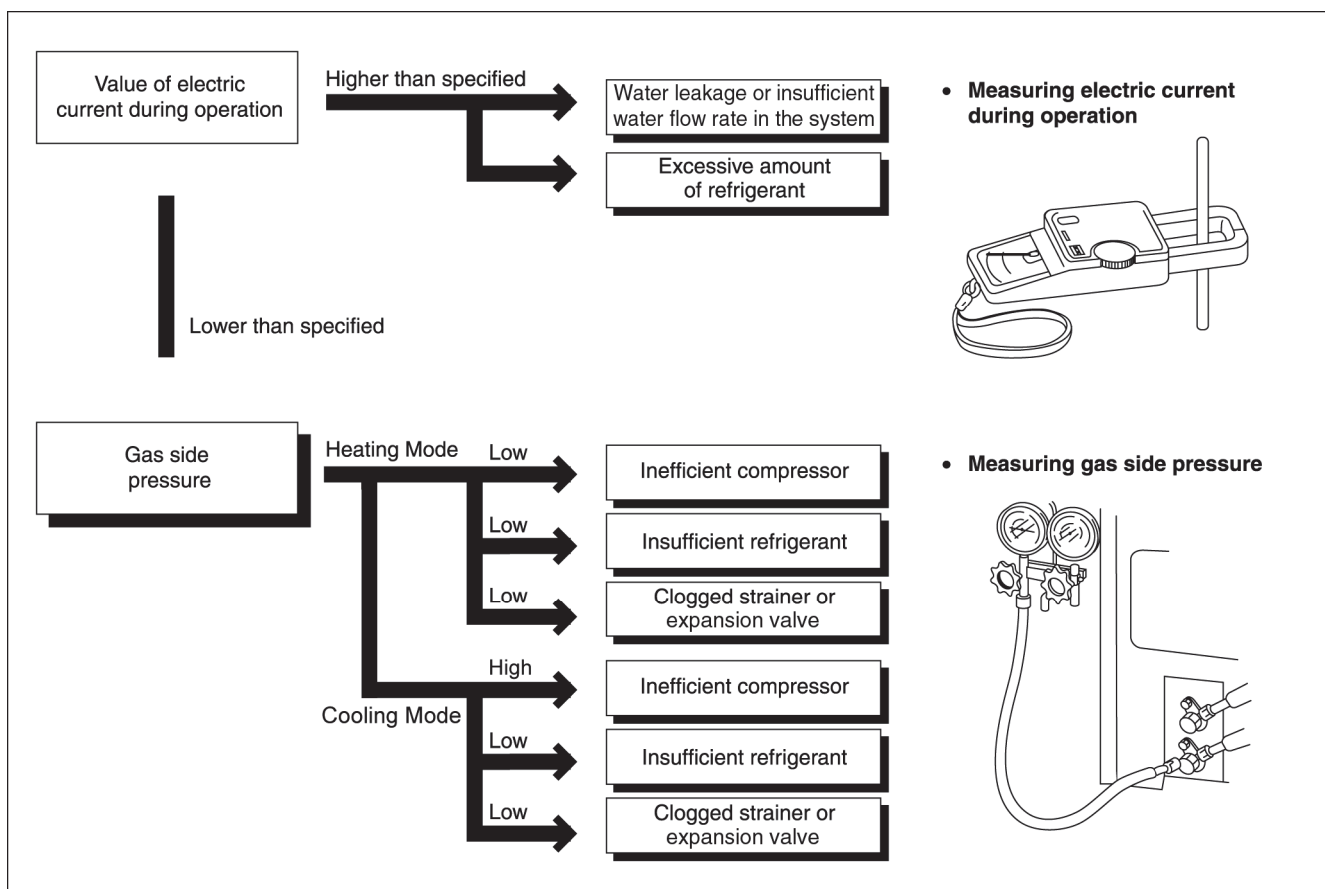 Value of electric
current during operation
Higher than specified
Water leakage or insufficient
water flow rate in the system
Excessive amount
of refrigerant
• Measuring electric current
during operation
Lower than specified
Gas side
pressure
Heating Mode
Low
Inefficient compressor
Low
Insufficient refrigerant
Low
Clogged strainer or
expansion valve
High
Inefficient compressor
Cooling Mode
Low
Insufficient refrigerant
Low
Clogged strainer or
expansion valve
• Measuring gas side pressure